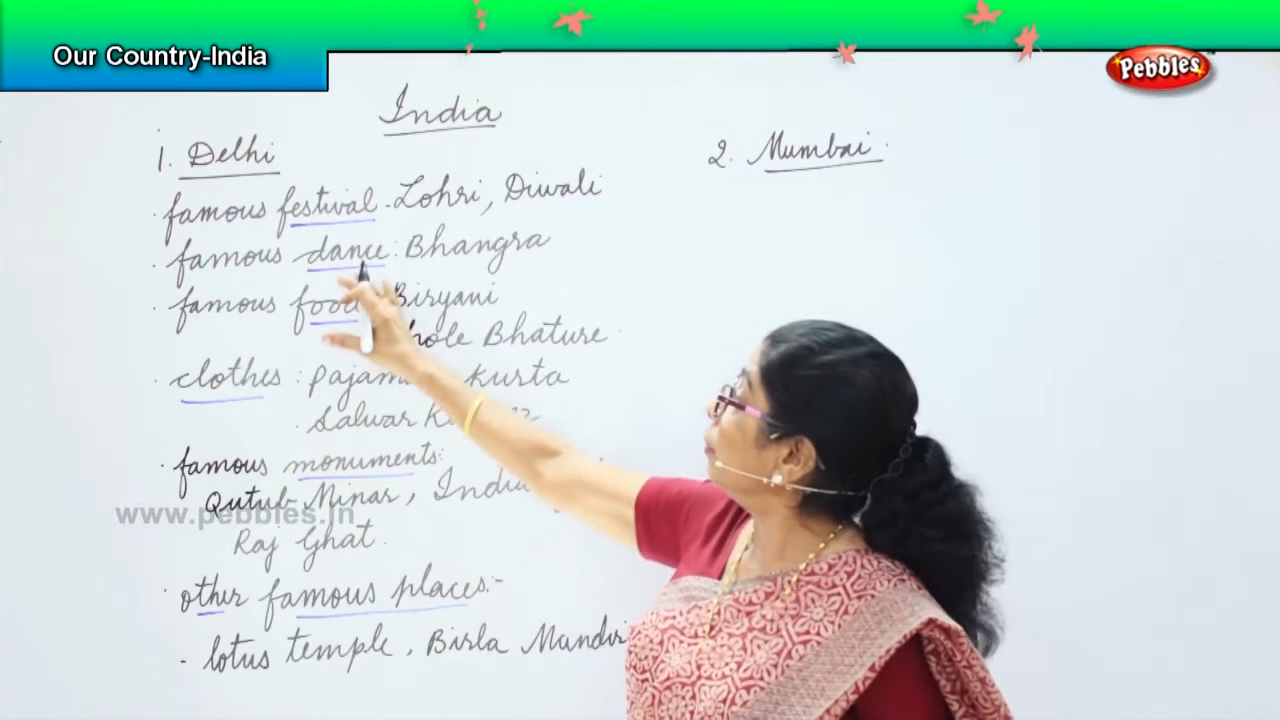 Our Country-India
Pebbles
India
1. Delhi
famous festival - Lohri, Diwali
famous dance : Bhangra
famous food Biryani
hole Bhature
clothes : Pajam Kurta
Salwar K
famous monuments:
Qutub Minar, India
Raj Ghat.
other famous places:-
- lotus temple, Birla Mandir
2. Mumbai.
www.pebbles.in